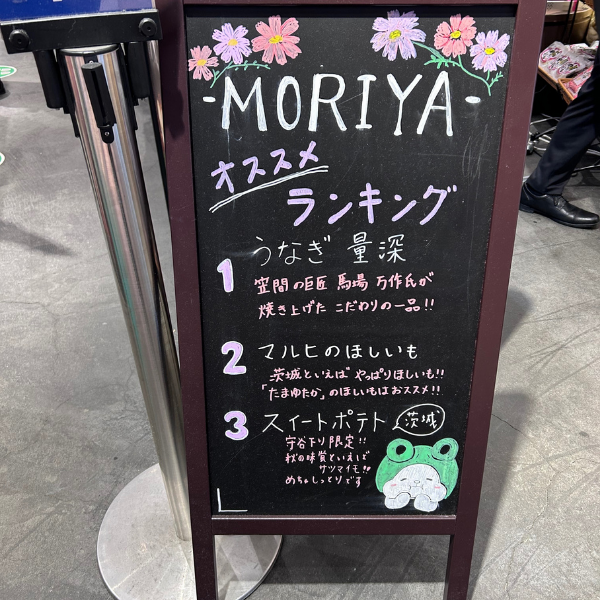 -MORIYA-
オススメ
ランキング
1 うなぎ 量深
空間の巨匠 馬場 万作氏が
焼き上げた こだわりの一品!!
2 マルヒのほしいも
茨城といえば やっぱりほしいも!!
「たまゆたか」のほしいもはおススメ!!
3 スイートポテト 茨城
守谷下り限定!!
秋の味覚といえば
サツマイモ!!
めちゃしっとりです